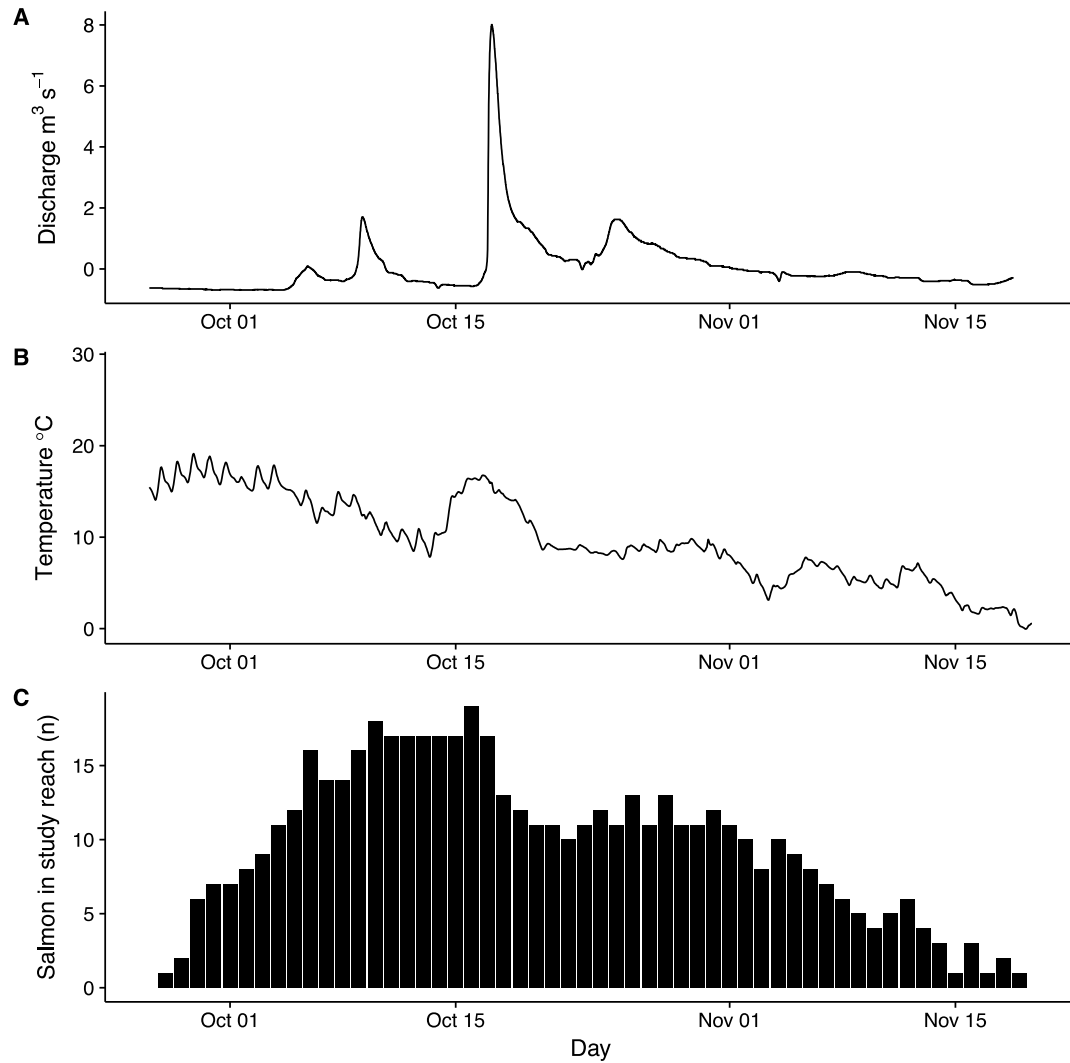 A
Discharge m³ s⁻¹
8
6
4
2
0
Oct 01 Oct 15 Nov 01 Nov 15
B
Temperature °C
30
20
10
0
Oct 01 Oct 15 Nov 01 Nov 15
C
Salmon in study reach (n)
15
10
5
0
Oct 01 Oct 15 Nov 01 Nov 15
Day